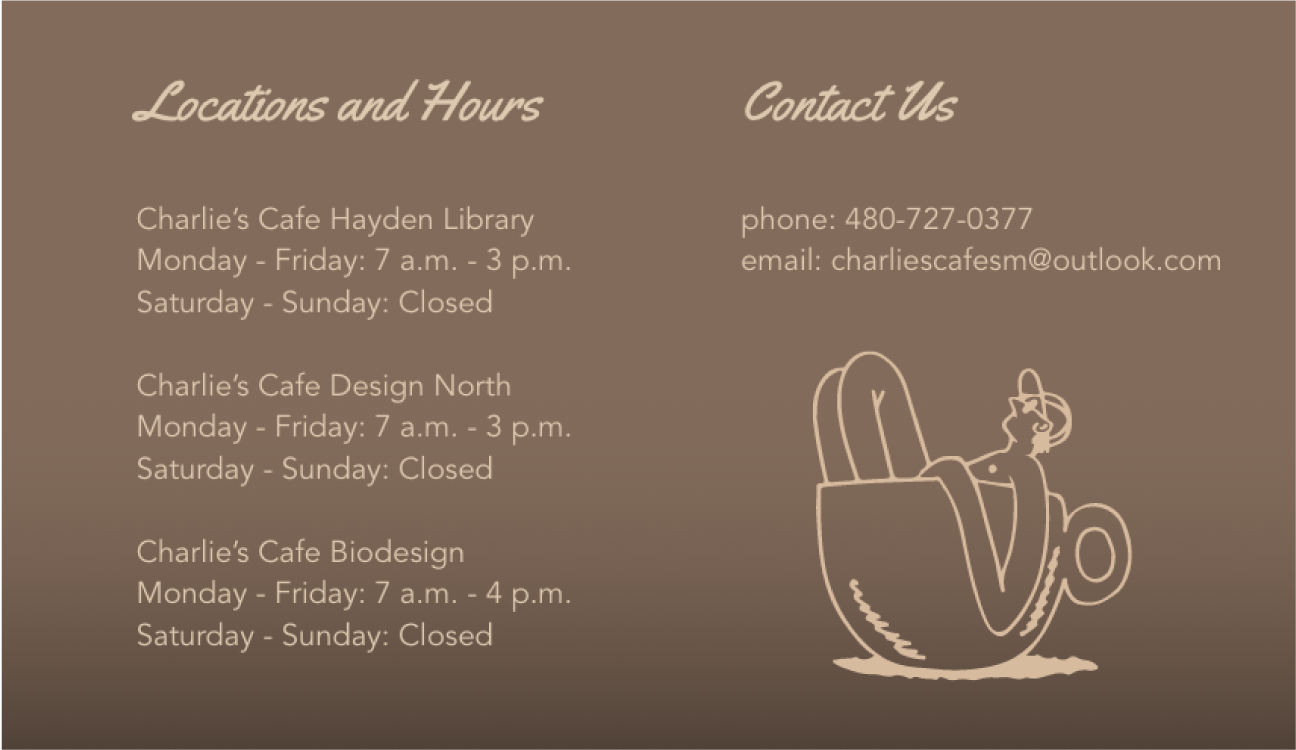 Locations and Hours
Charlie's Cafe Hayden Library
Monday - Friday: 7 a.m. - 3 p.m.
Saturday - Sunday: Closed
Charlie's Cafe Design North
Monday - Friday: 7 a.m. - 3 p.m.
Saturday - Sunday: Closed
Charlie's Cafe Biodesign
Monday - Friday: 7 a.m. - 4 p.m.
Saturday - Sunday: Closed
Contact Us
phone: 480-727-0377
email: charliescafesm@outlook.com